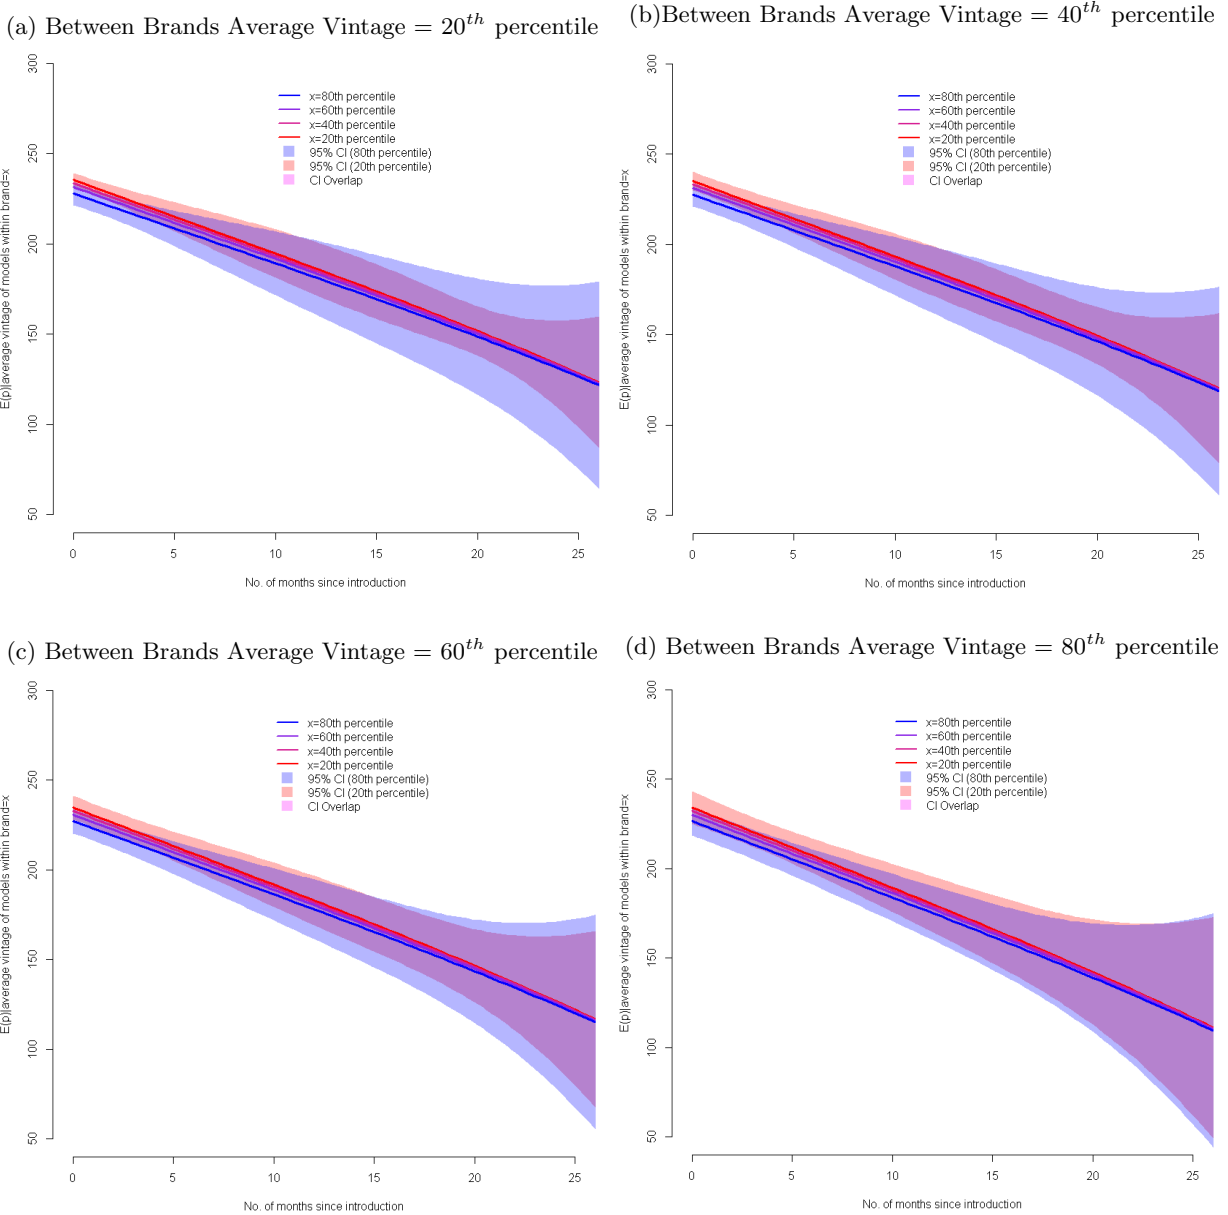 (a) Between Brands Average Vintage = 20th percentile
300
250
200
150
100
50
E(p)|average vintage of models within brand=x
x=80th percentile
x=60th percentile
x=40th percentile
x=20th percentile
95% CI (80th percentile)
95% CI (20th percentile)
CI Overlap
0 5 10 15 20 25
No. of months since introduction
(b)Between Brands Average Vintage = 40th percentile
300
250
200
150
100
50
E(p)|average vintage of models within brand=x
x=80th percentile
x=60th percentile
x=40th percentile
x=20th percentile
95% CI (80th percentile)
95% CI (20th percentile)
CI Overlap
0 5 10 15 20 25
No. of months since introduction
(c) Between Brands Average Vintage = 60th percentile
300
250
200
150
100
50
E(p)|average vintage of models within brand=x
x=80th percentile
x=60th percentile
x=40th percentile
x=20th percentile
95% CI (80th percentile)
95% CI (20th percentile)
CI Overlap
0 5 10 15 20 25
No. of months since introduction
(d) Between Brands Average Vintage = 80th percentile
300
250
200
150
100
50
E(p)|average vintage of models within brand=x
x=80th percentile
x=60th percentile
x=40th percentile
x=20th percentile
95% CI (80th percentile)
95% CI (20th percentile)
CI Overlap
0 5 10 15 20 25
No. of months since introduction